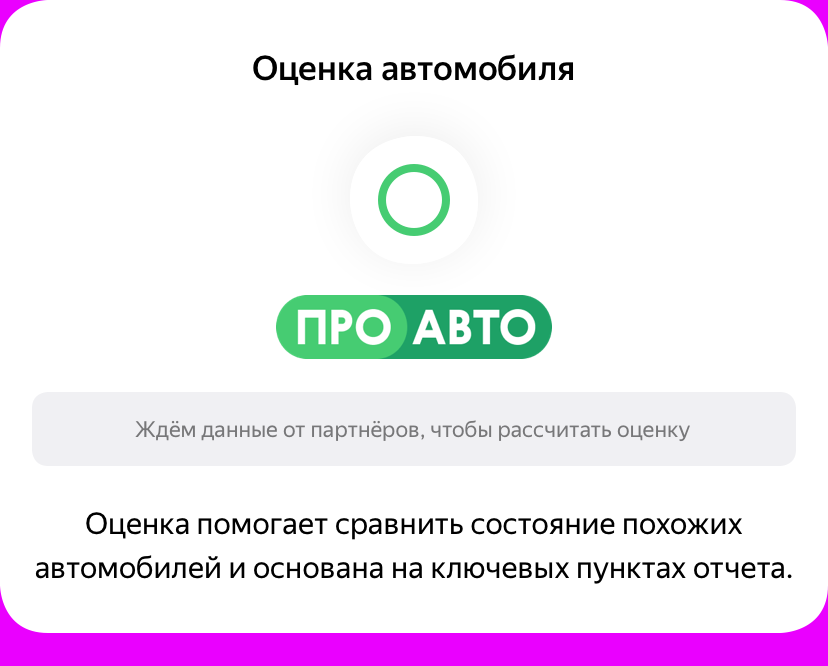 Оценка автомобиля
ПРО АВТО
Ждём данные от партнёров, чтобы рассчитать оценку
Оценка помогает сравнить состояние похожих
автомобилей и основана на ключевых пунктах отчета.